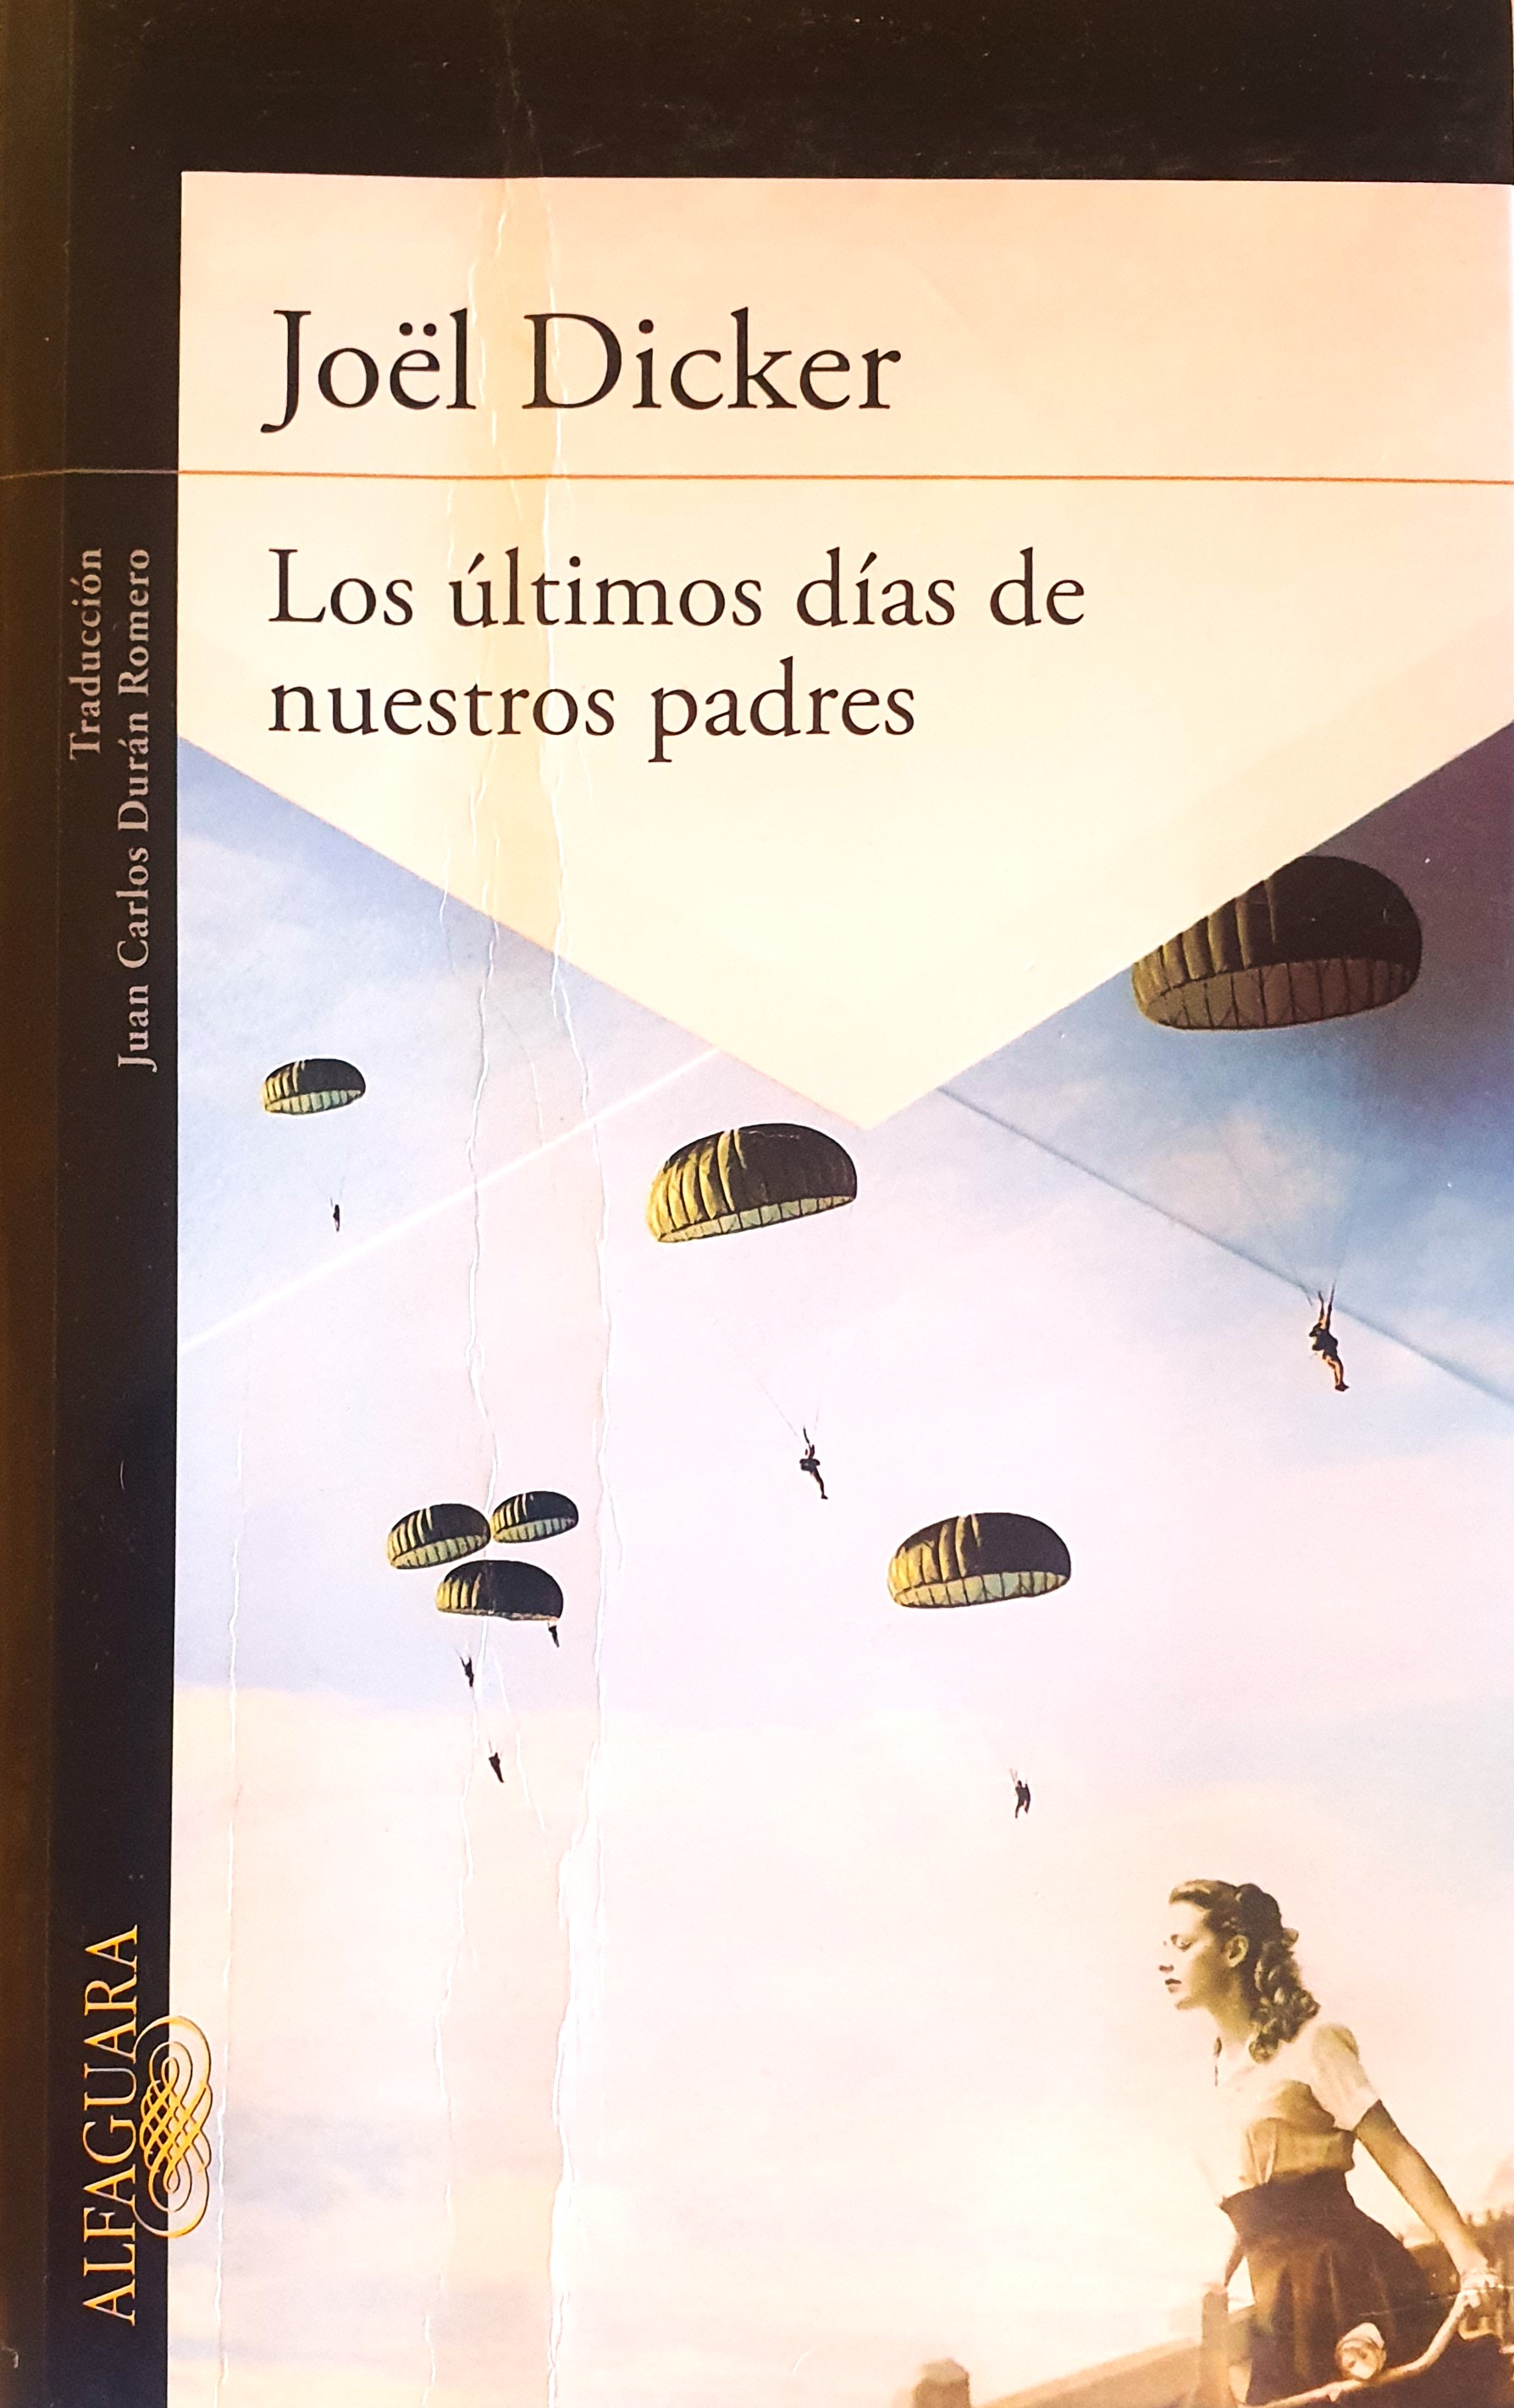 Joël Dicker
Los últimos días de
nuestros padres
Traducción
Juan Carlos Durán Romero
ALFAGUARA